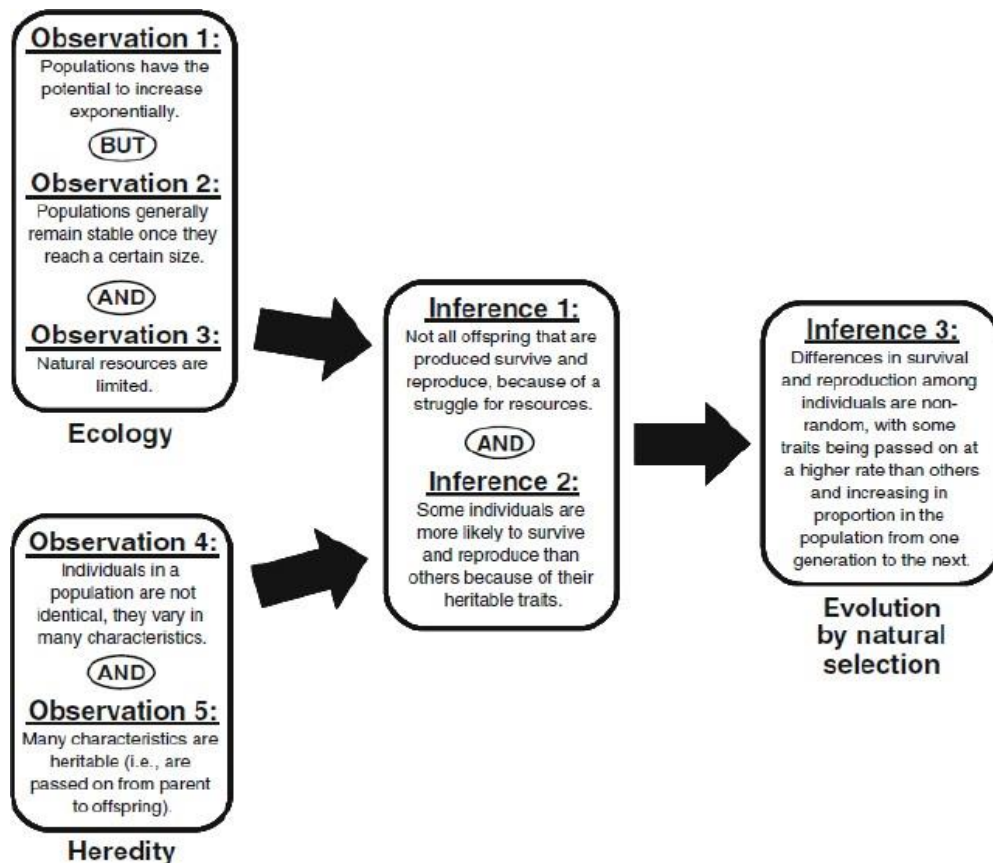 Observation 1:
Populations have the
potential to increase
exponentially.
BUT
Observation 2:
Populations generally
remain stable once they
reach a certain size.
AND
Observation 3:
Natural resources are
limited.
Ecology
Observation 4:
Individuals in a
population are not
identical, they vary in
many characteristics.
AND
Observation 5:
Many characteristics are
heritable (i.e., are
passed on from parent
to offspring).
Heredity
Inference 1:
Not all offspring that are
produced survive and
reproduce, because of a
struggle for resources.
AND
Inference 2:
Some individuals are
more likely to survive
and reproduce than
others because of their
heritable traits.
Inference 3:
Differences in survival
and reproduction among
individuals are non-
random, with some
traits being passed on at
a higher rate than others
and increasing in
proportion in the
population from one
generation to the next.
Evolution
by natural
selection